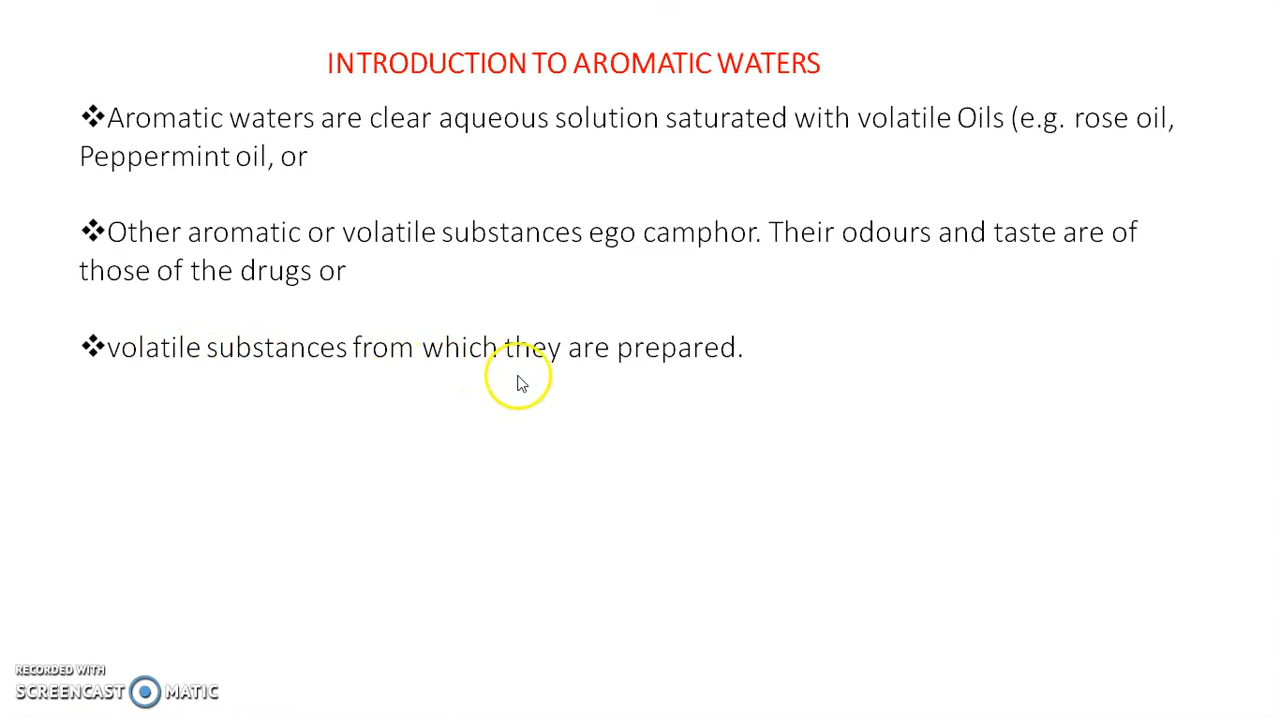 INTRODUCTION TO AROMATIC WATERS
❖Aromatic waters are clear aqueous solution saturated with volatile Oils (e.g. rose oil,
Peppermint oil, or
❖Other aromatic or volatile substances ego camphor. Their odours and taste are of
those of the drugs or
❖volatile substances from which they are prepared.
RECORDED WITH
SCREENCAST MATIC